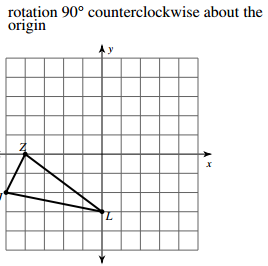 rotation 90° counterclockwise about the
origin
y
Z
x
L